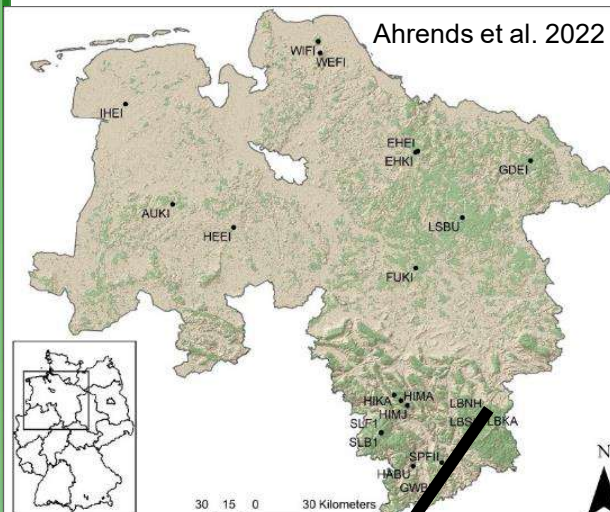 Ahrends et al. 2022
WIFI
WEFI
IHEI
EHEI
EHKI
GDEI
AUKI
HEEI
LSBU
FUKI
HIKA
HIMA
HIMJ
LBNH
LBS
LBKA
SLF1
SLB1
SPFII
HABU
GWB
N
30 15 0 30 Kilometers